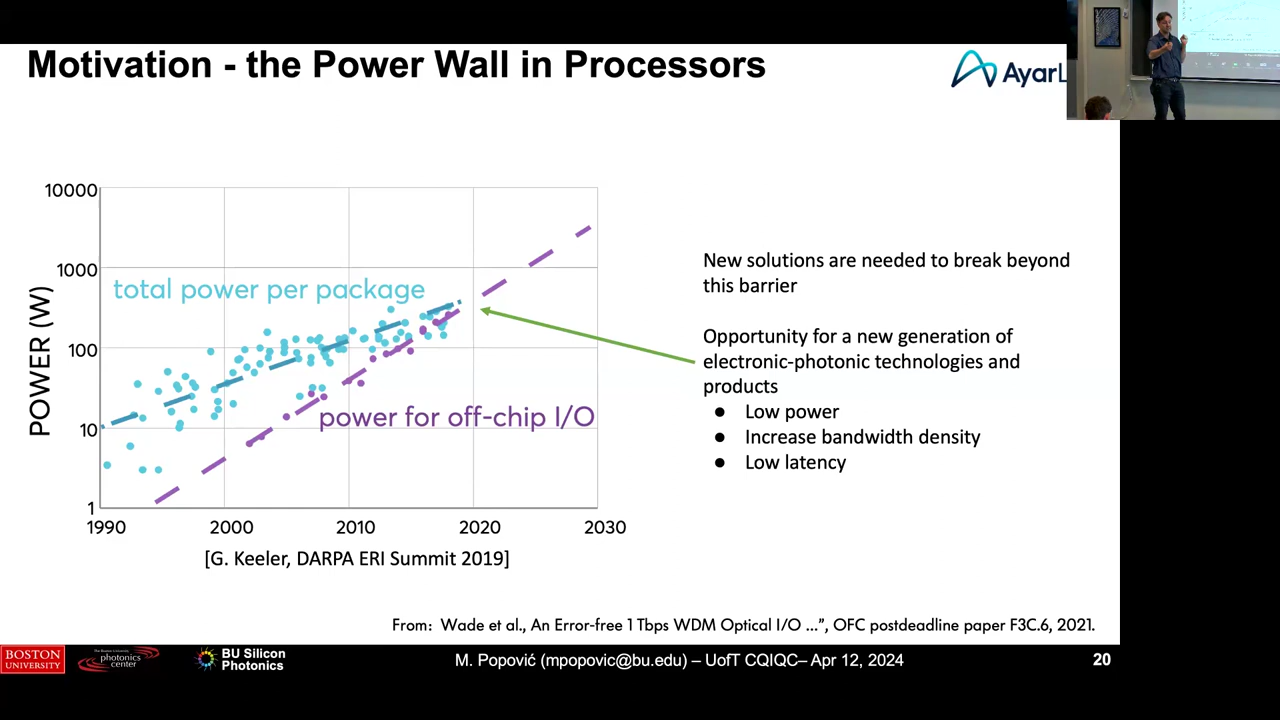 Motivation - the Power Wall in Processors
AyarL
10000
1000
100
10
1
POWER (W)
total power per package
power for off-chip I/O
1990
2000
2010
2020
2030
[G. Keeler, DARPA ERI Summit 2019]
New solutions are needed to break beyond
this barrier
Opportunity for a new generation of
electronic-photonic technologies and
products
● Low power
● Increase bandwidth density
● Low latency
From: Wade et al., An Error-free 1 Tbps WDM Optical I/O ...”, OFC postdeadline paper F3C.6, 2021.
BOSTON
UNIVERSITY
photonics
center
BU Silicon
Photonics
M. Popović (mpopovic@bu.edu) – UofT CQIQC– Apr 12, 2024
20